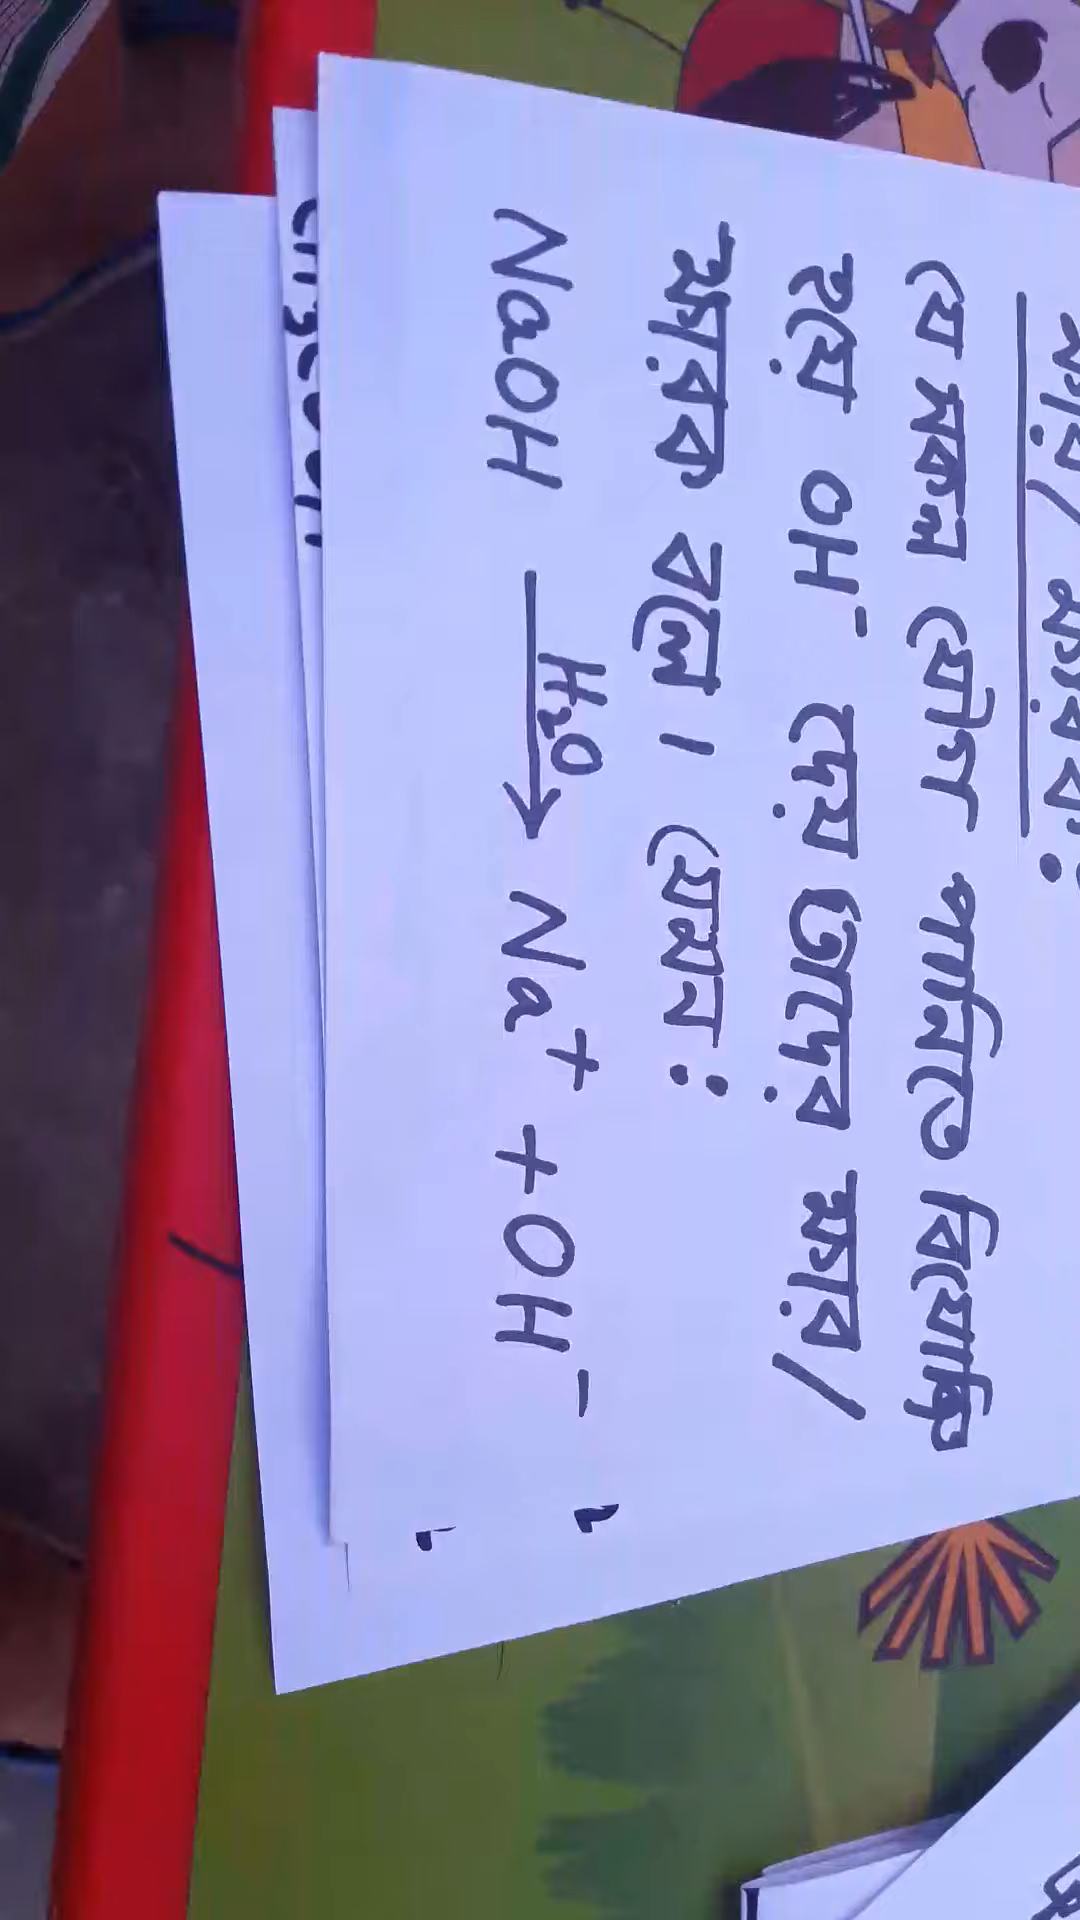 ক্ষার / ক্ষারক:
যে সকল যৌগ পানিতে বিয়োজিত
হয়ে OH⁻ দেয় তাদের ক্ষার /
ক্ষারক বলে। যেমন:
NaOH —H₂O→ Na⁺ + OH⁻